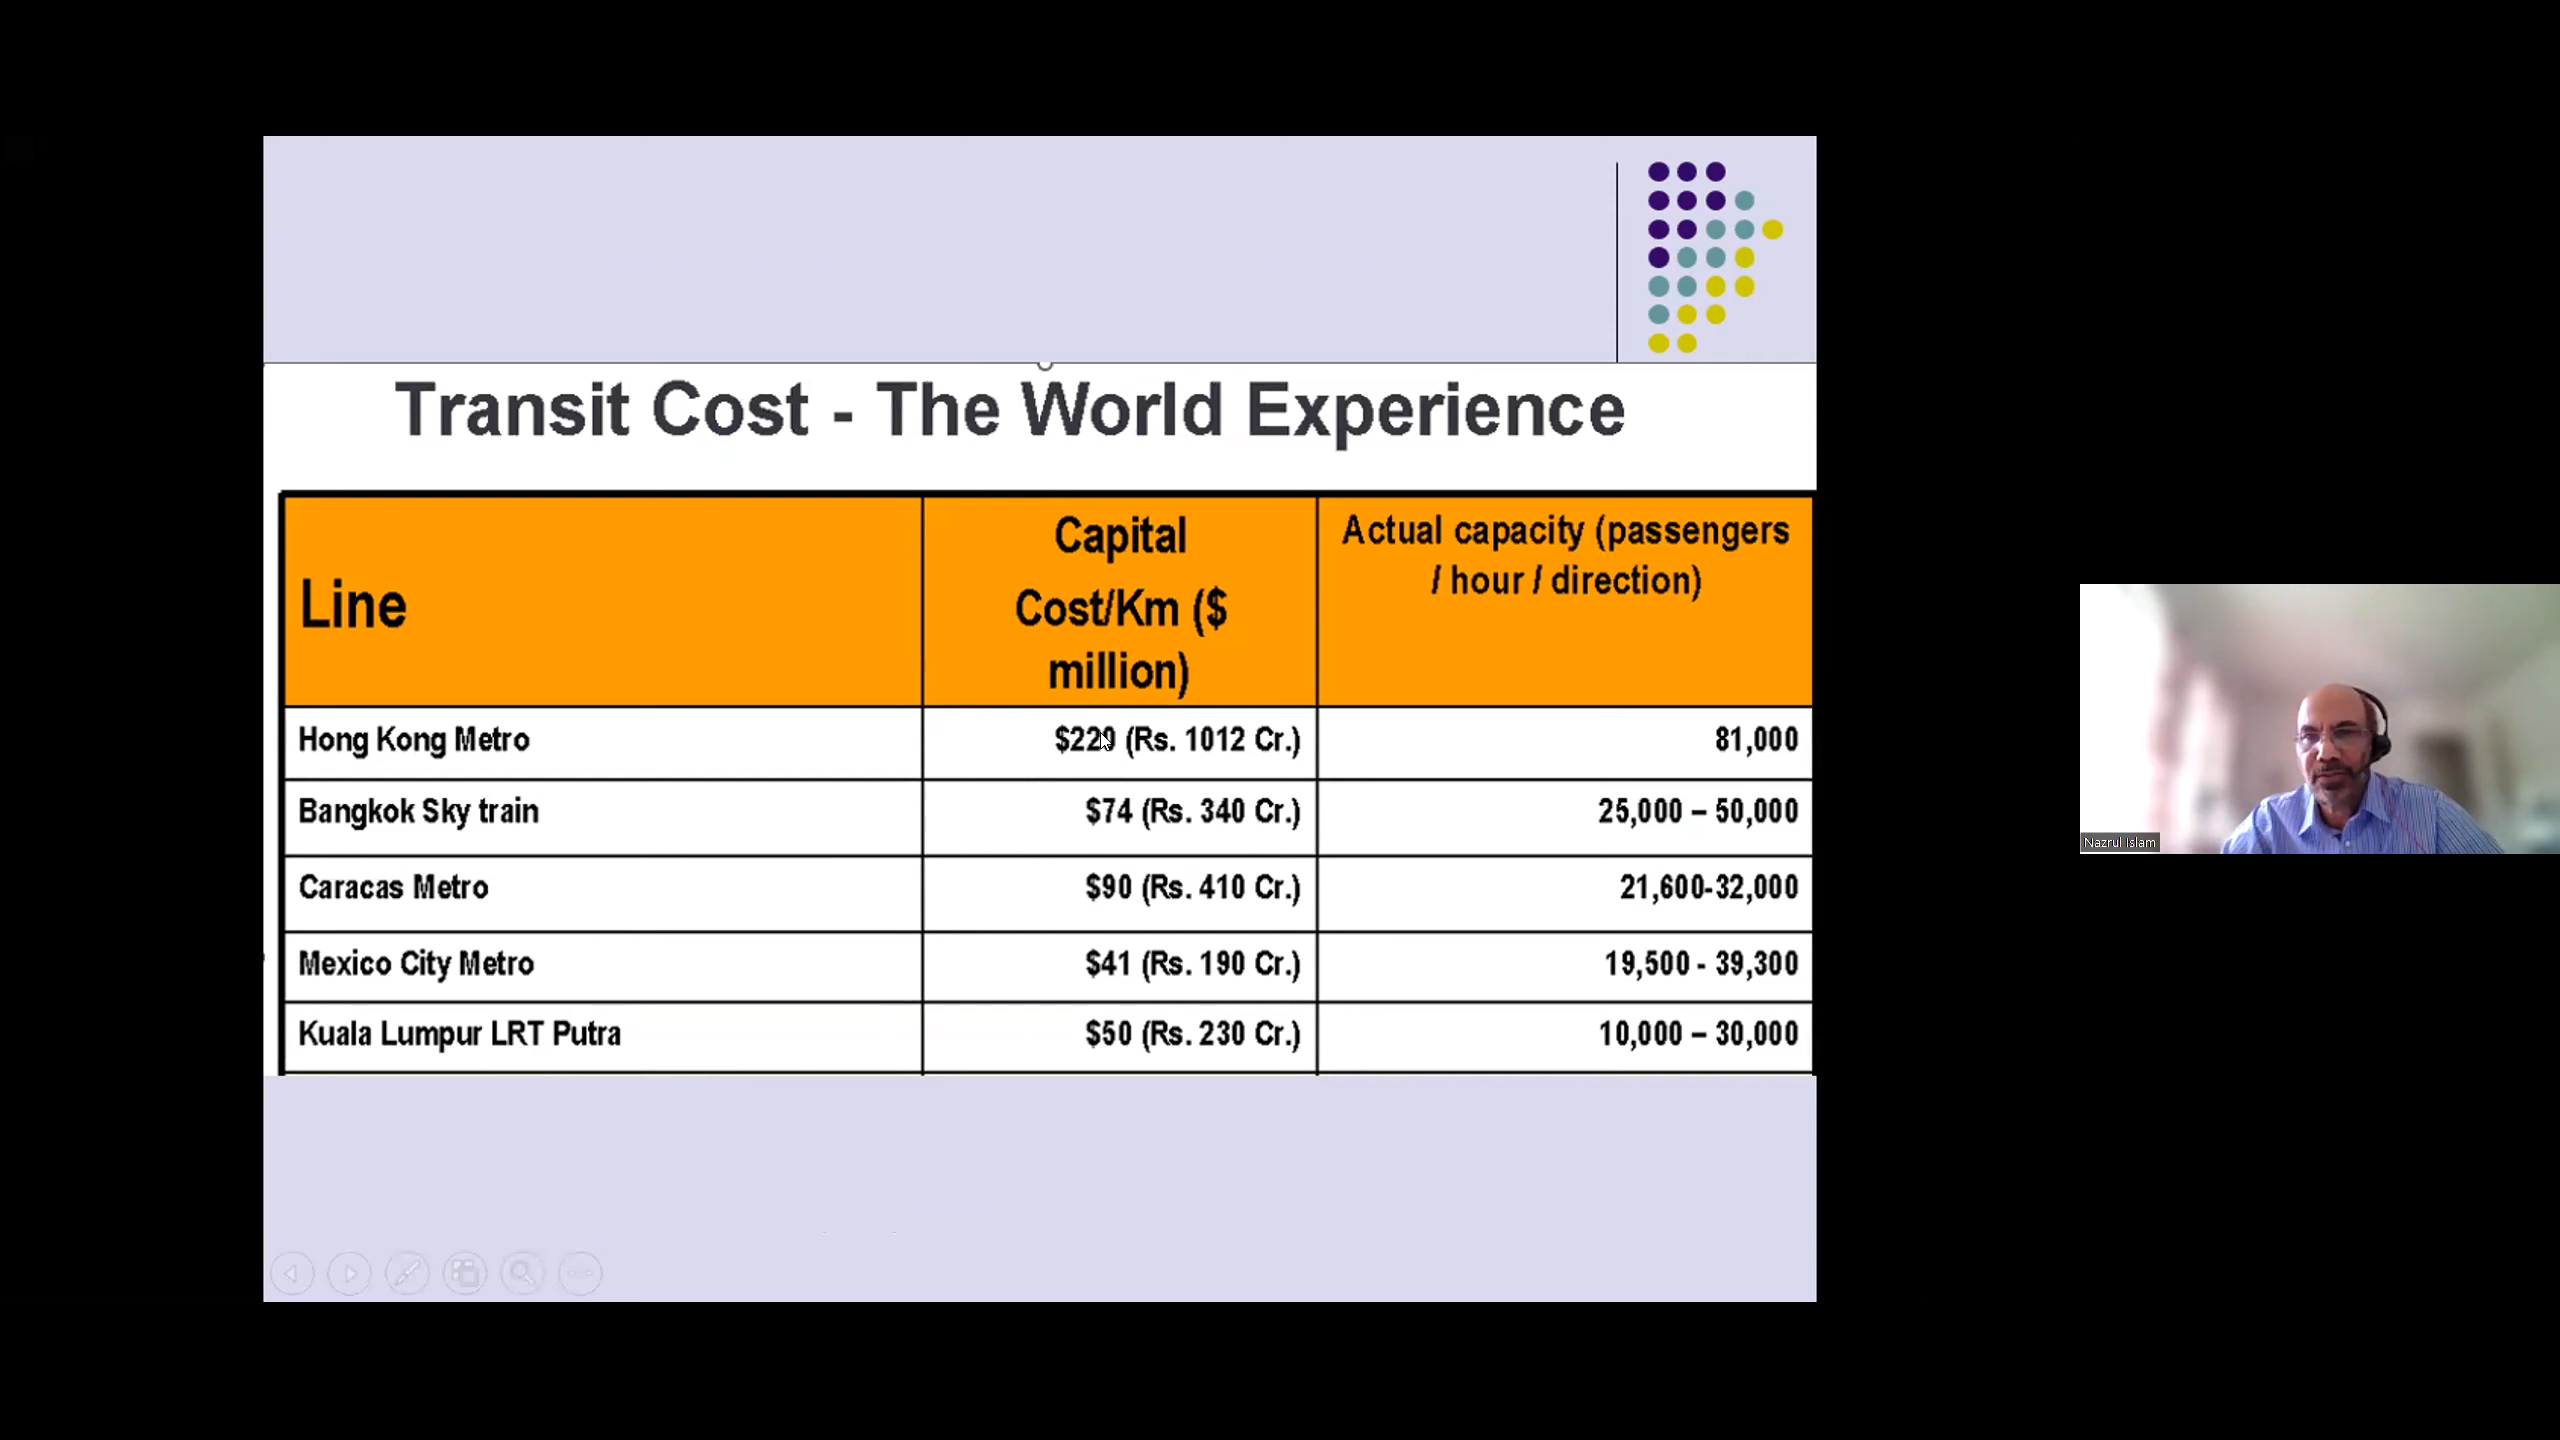 Transit Cost - The World Experience
Line
Capital
Cost/Km ($
million)
Actual capacity (passengers
/ hour / direction)
Hong Kong Metro $220 (Rs. 1012 Cr.) 81,000
Bangkok Sky train $74 (Rs. 340 Cr.) 25,000 – 50,000
Caracas Metro $90 (Rs. 410 Cr.) 21,600-32,000
Mexico City Metro $41 (Rs. 190 Cr.) 19,500 - 39,300
Kuala Lumpur LRT Putra $50 (Rs. 230 Cr.) 10,000 – 30,000
Nazrul Islam